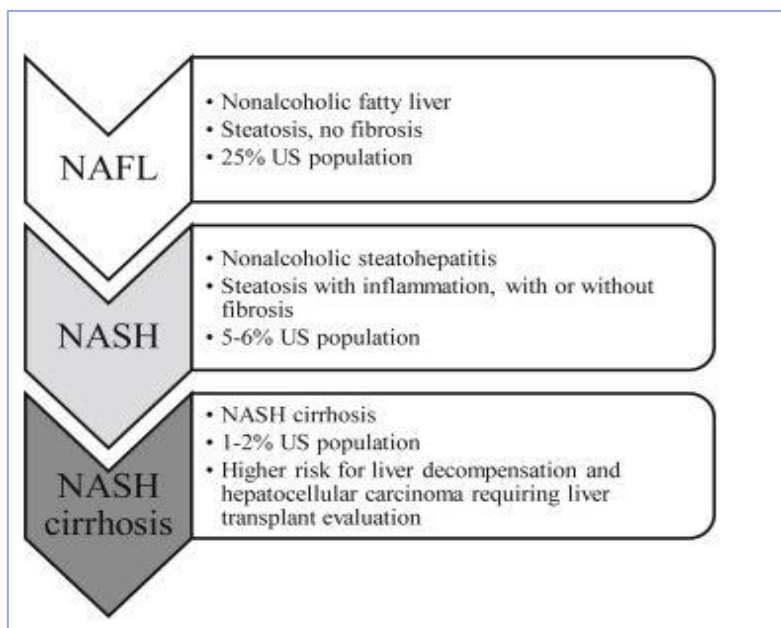 NAFL
• Nonalcoholic fatty liver
• Steatosis, no fibrosis
• 25% US population
NASH
• Nonalcoholic steatohepatitis
• Steatosis with inflammation, with or without
fibrosis
• 5-6% US population
NASH
cirrhosis
• NASH cirrhosis
• 1-2% US population
• Higher risk for liver decompensation and
hepatocellular carcinoma requiring liver
transplant evaluation